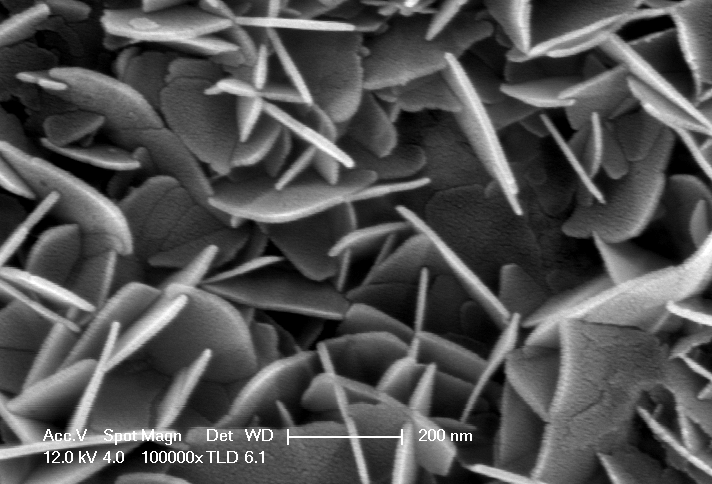 Acc.V Spot Magn Det WD 200 nm
12.0 kV 4.0 100000x TLD 6.1